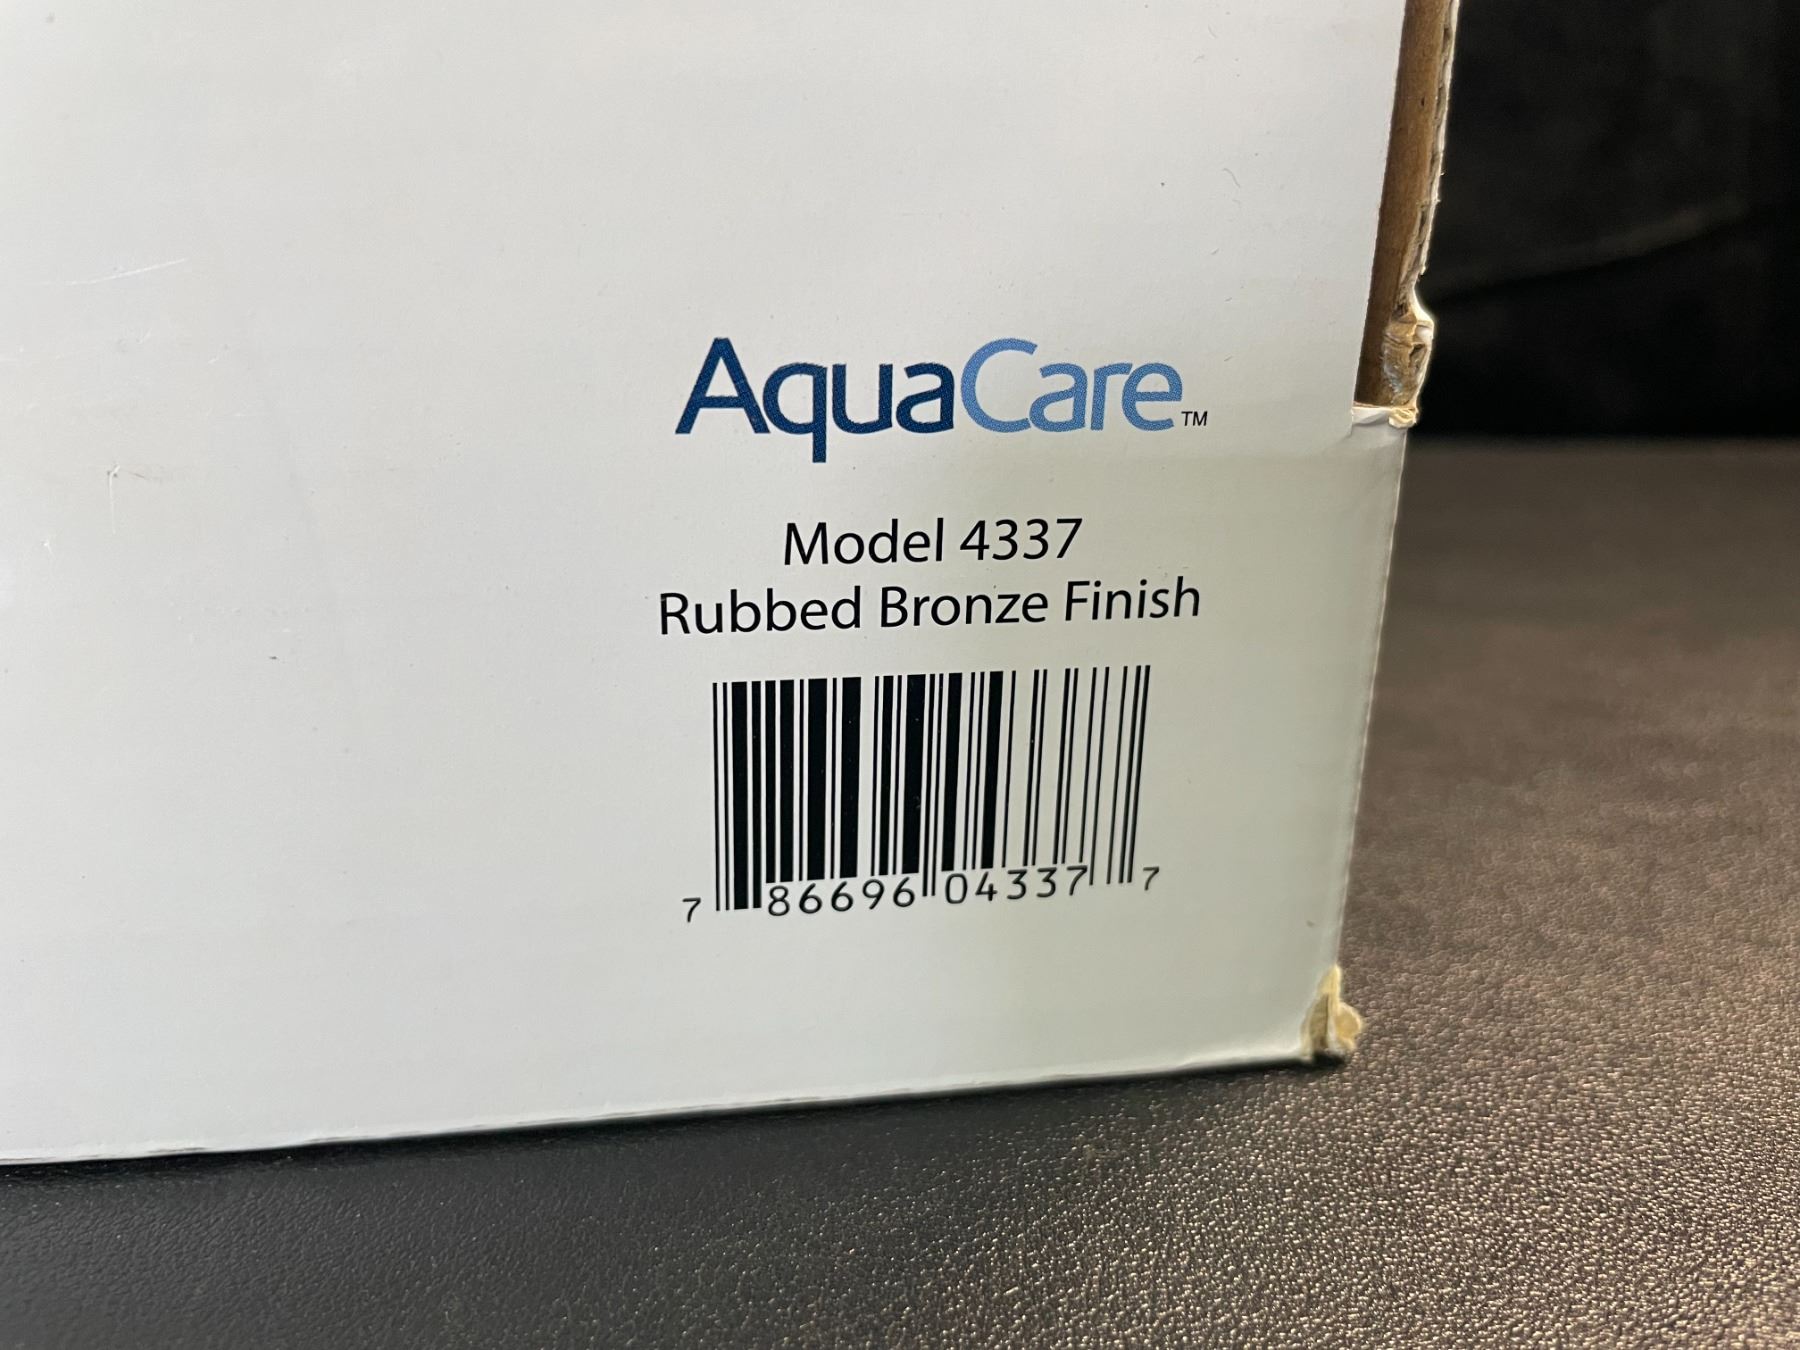 AquaCare™
Model 4337
Rubbed Bronze Finish
7 86696 04337 7